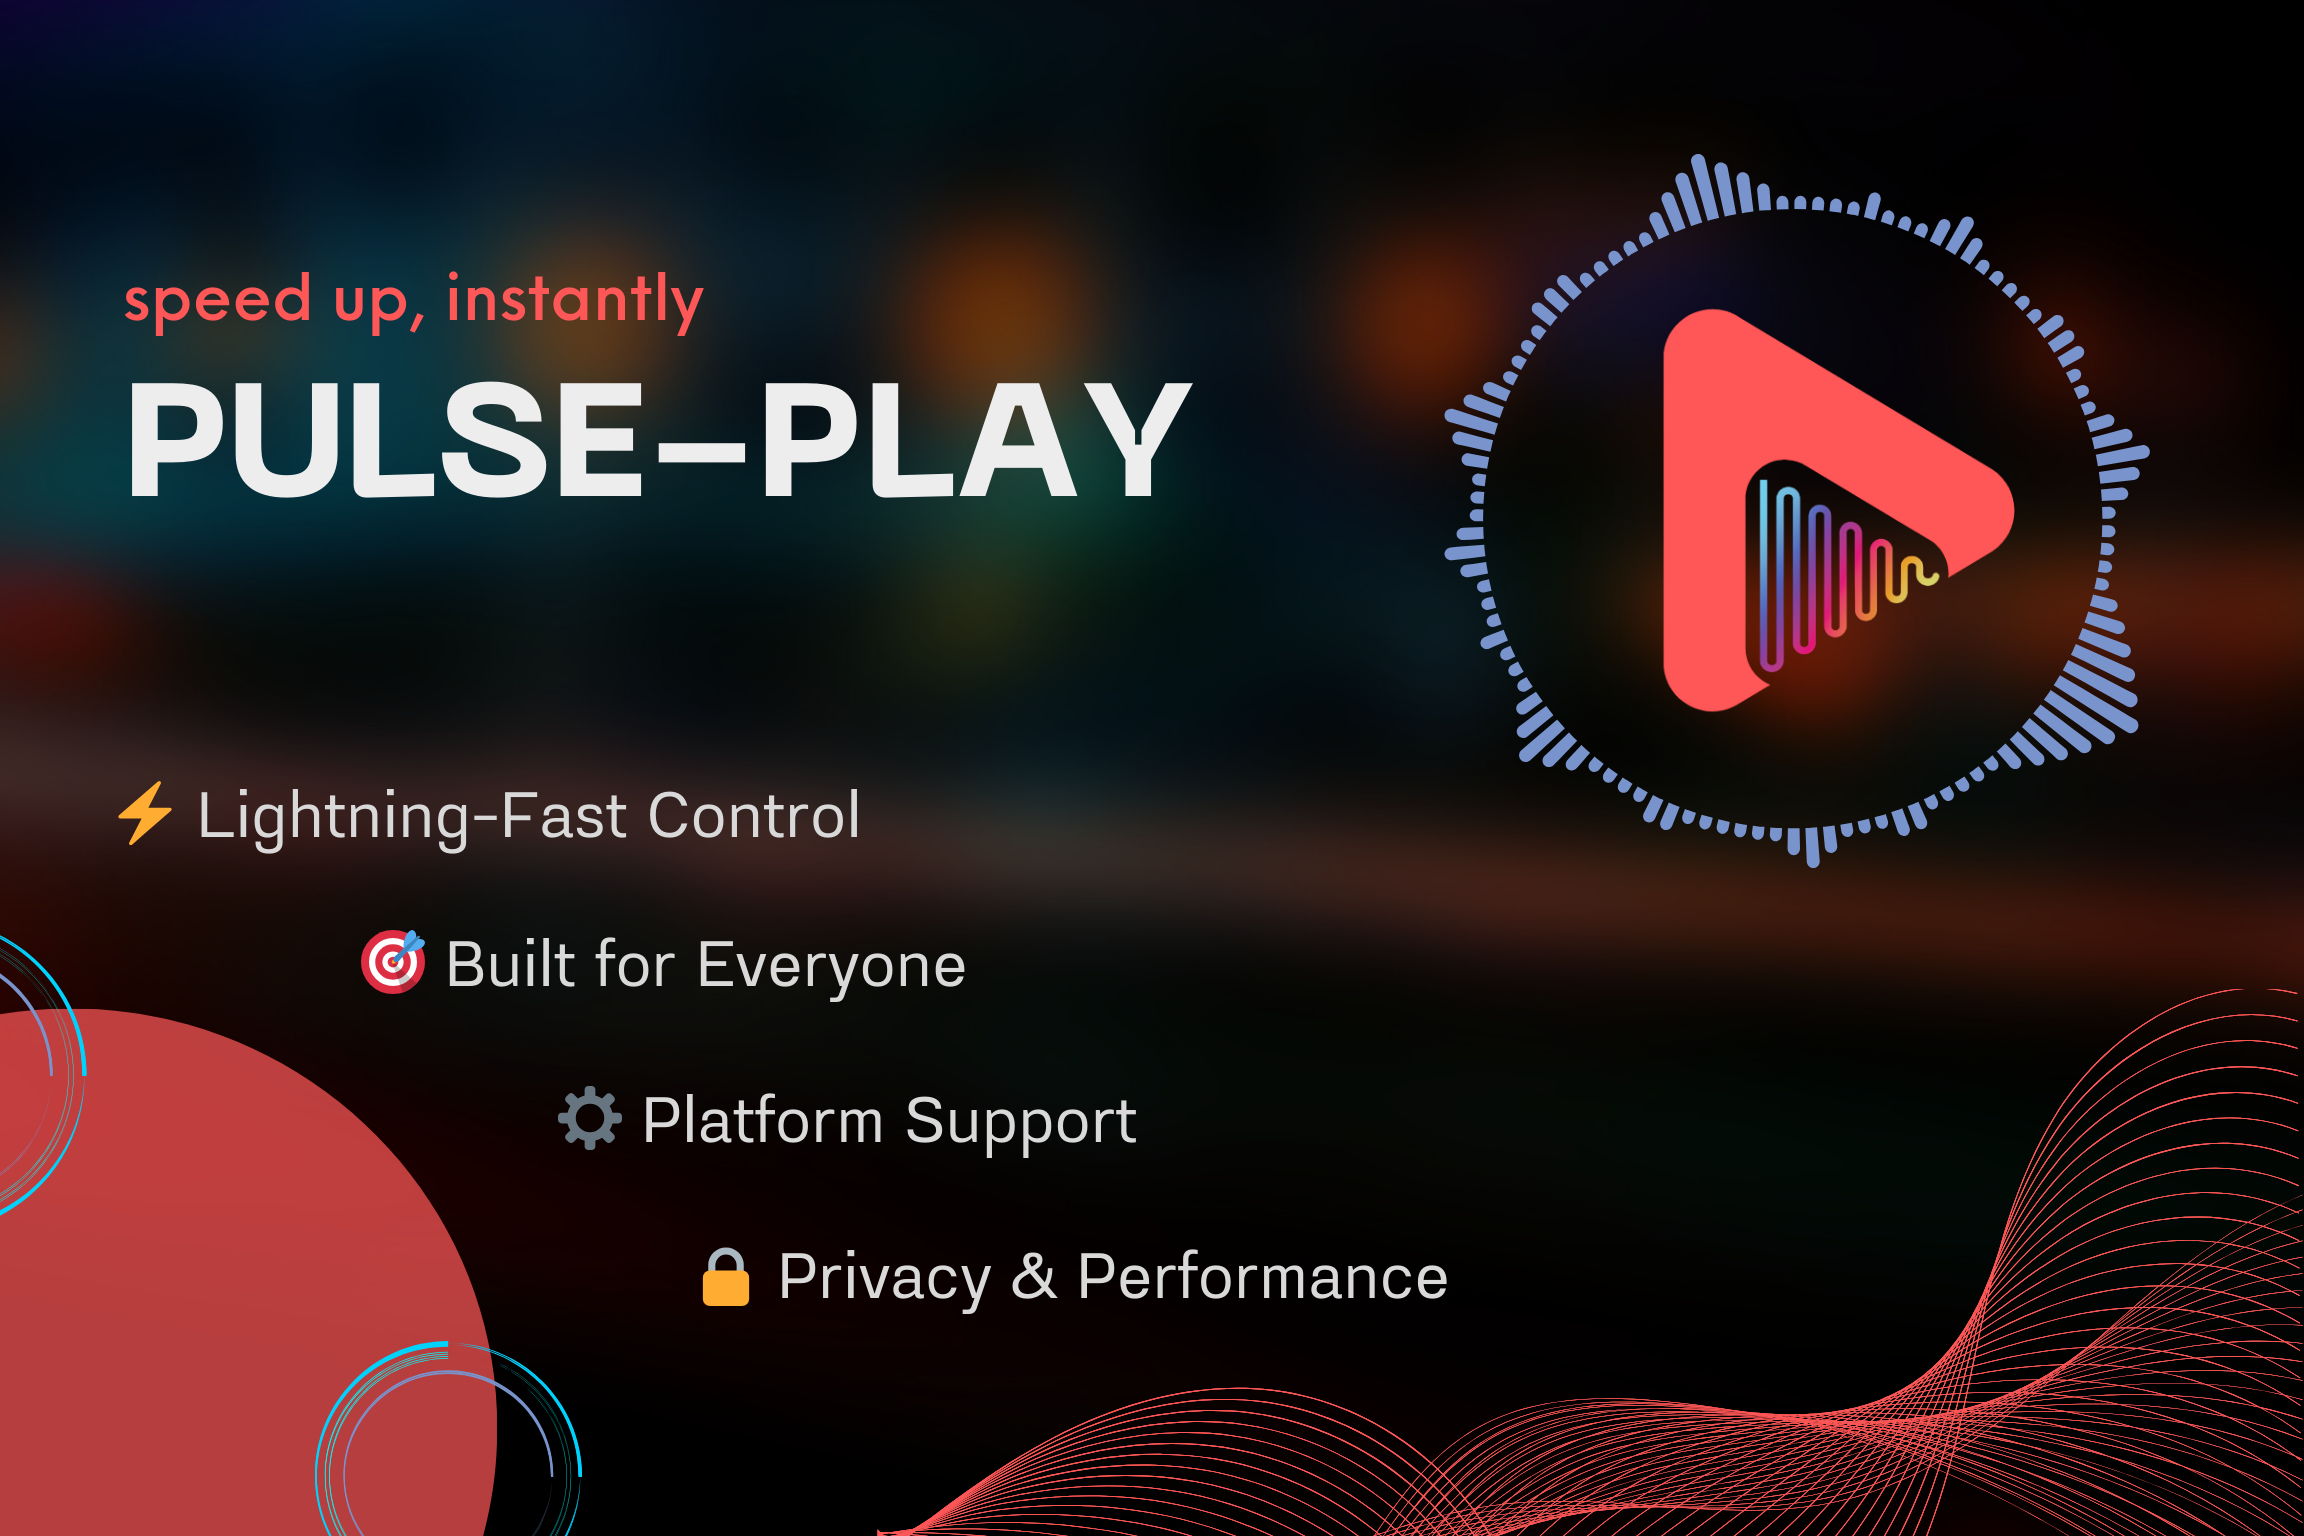 speed up, instantly
PULSE-PLAY
⚡ Lightning-Fast Control
🎯 Built for Everyone
⚙️ Platform Support
🔒 Privacy & Performance